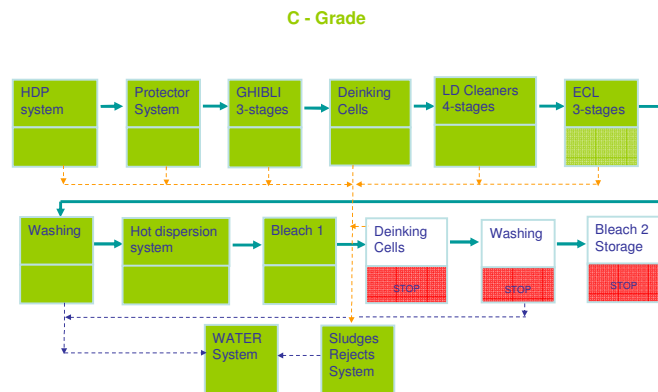 C - Grade
HDP
system
Protector
System
GHIBLI
3-stages
Deinking
Cells
LD Cleaners
4-stages
ECL
3-stages
Washing
Hot dispersion
system
Bleach 1
Deinking
Cells
STOP
Washing
STOP
Bleach 2
Storage
STOP
WATER
System
Sludges
Rejects
System